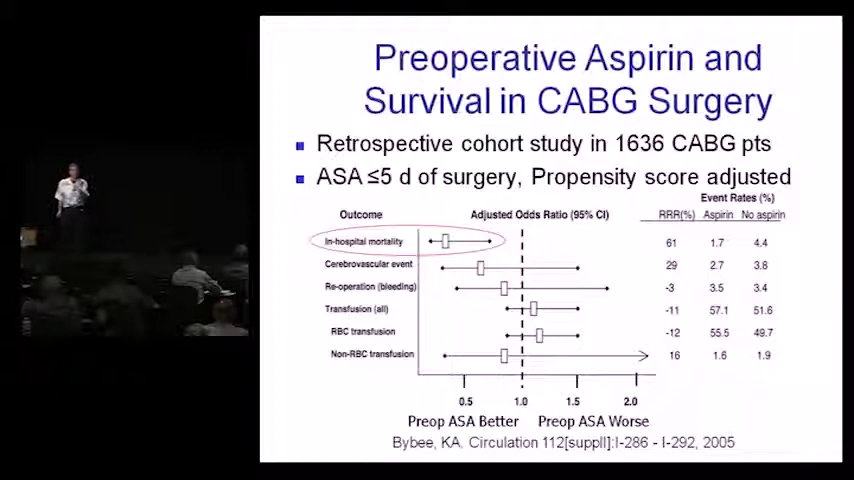 Preoperative Aspirin and
Survival in CABG Surgery
Retrospective cohort study in 1636 CABG pts
ASA ≤5 d of surgery, Propensity score adjusted
Event Rates (%)
Outcome Adjusted Odds Ratio (95% CI) RRR(%) Aspirin No aspirin
In-hospital mortality 61 1.7 4.4
Cerebrovascular event 29 2.7 3.8
Re-operation (bleeding) -3 3.5 3.4
Transfusion (all) -11 57.1 51.6
RBC transfusion -12 55.5 49.7
Non-RBC transfusion 16 1.6 1.9
0.5 1.0 1.5 2.0
Preop ASA Better Preop ASA Worse
Bybee, KA. Circulation 112[supplI]:I-286 - I-292, 2005